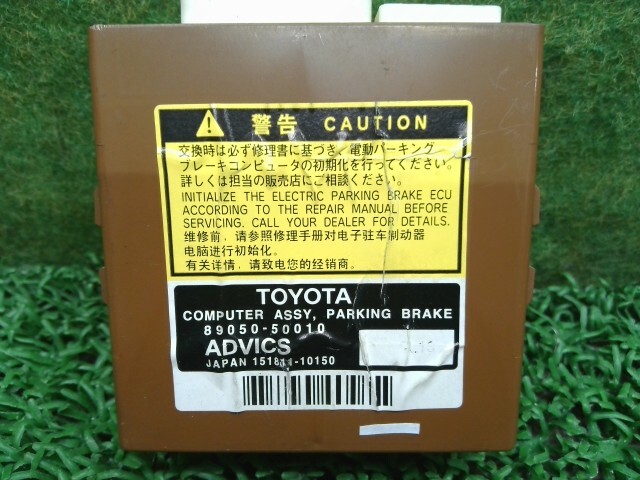 警告 CAUTION
交換時は必ず修理書に基づき、電動パーキング
ブレーキコンピュータの初期化を行ってください。
詳しくは担当の販売店にご相談ください。
INITIALIZE THE ELECTRIC PARKING BRAKE ECU
ACCORDING TO THE REPAIR MANUAL BEFORE
SERVICING. CALL YOUR DEALER FOR DETAILS.
维修前，请参照修理手册对电子驻车制动器
电脑进行初始化。
有关详情，请致电您的经销商。
TOYOTA
COMPUTER ASSY, PARKING BRAKE
89050-50010
ADVICS
JAPAN 151811-10150